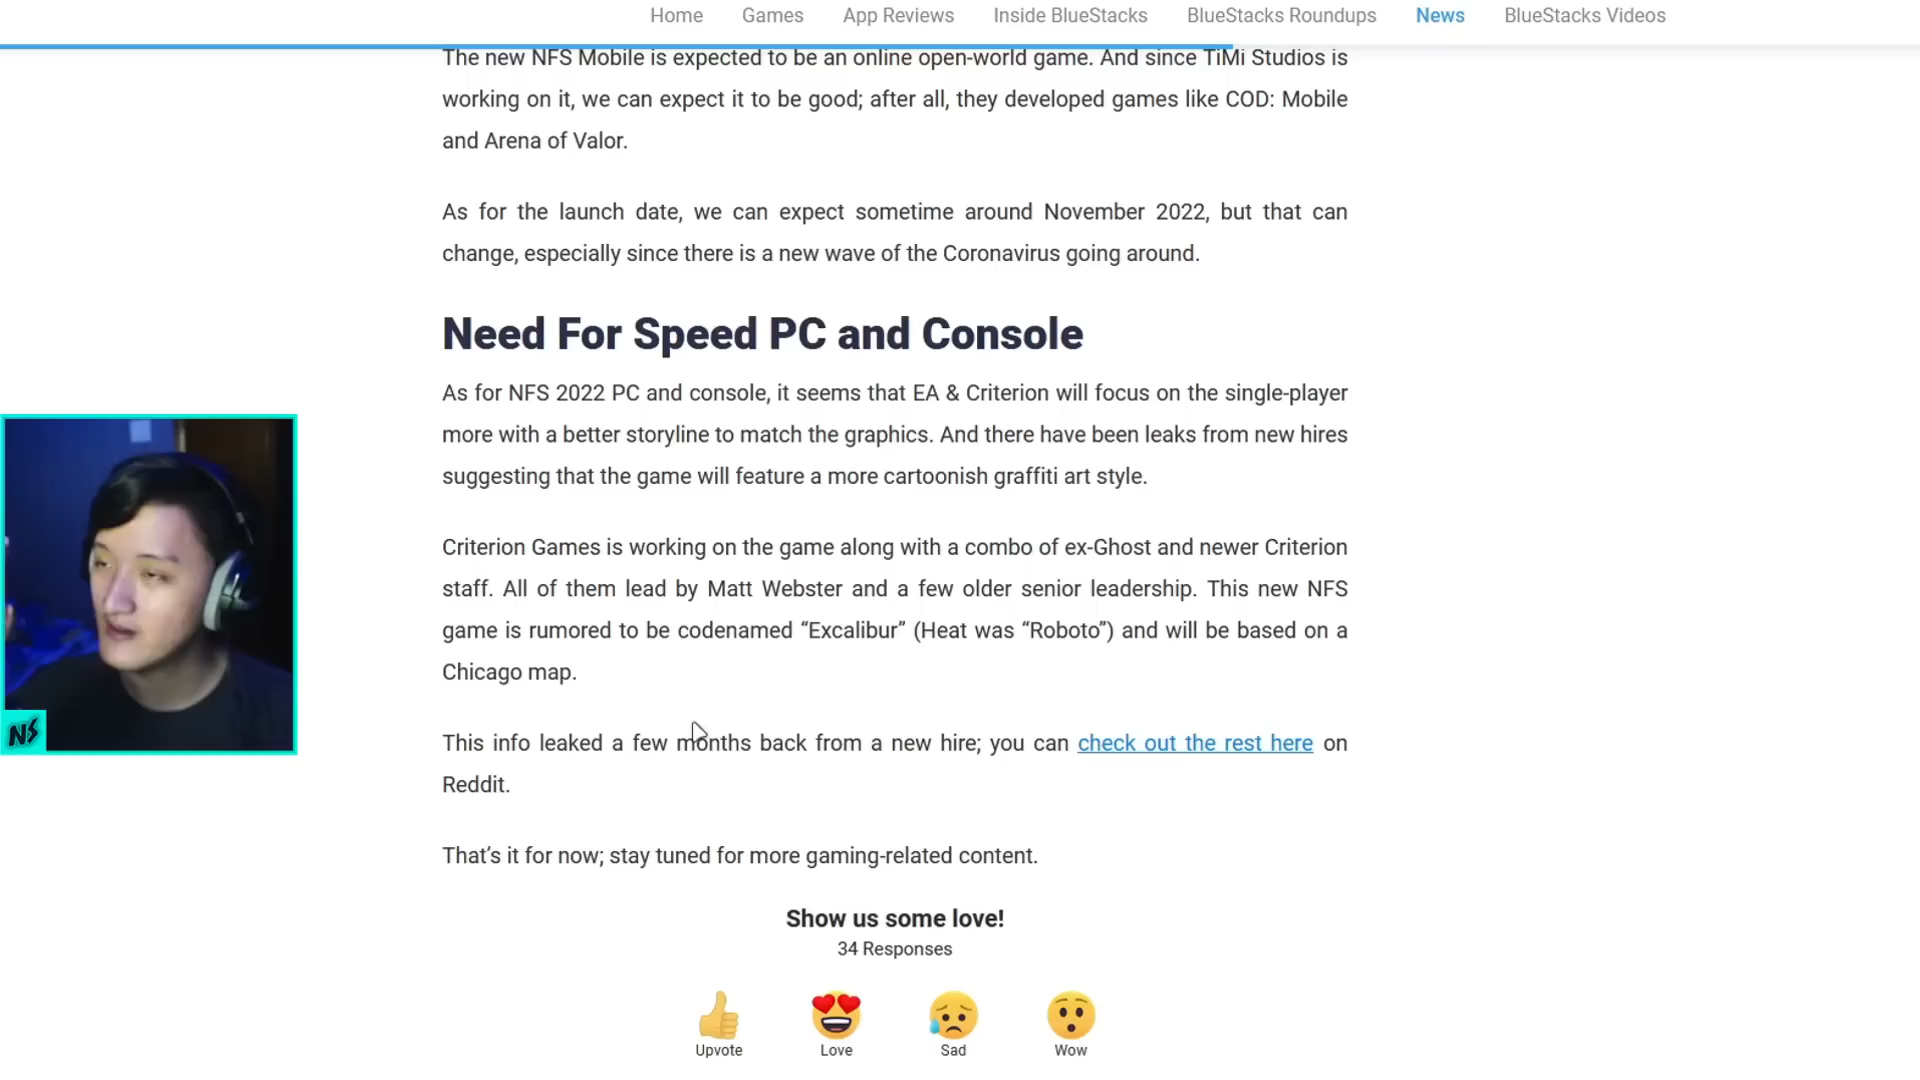 Home Games App Reviews Inside BlueStacks BlueStacks Roundups News BlueStacks Videos
The new NFS Mobile is expected to be an online open-world game. And since TiMi Studios is
working on it, we can expect it to be good; after all, they developed games like COD: Mobile
and Arena of Valor.
As for the launch date, we can expect sometime around November 2022, but that can
change, especially since there is a new wave of the Coronavirus going around.
Need For Speed PC and Console
As for NFS 2022 PC and console, it seems that EA & Criterion will focus on the single-player
more with a better storyline to match the graphics. And there have been leaks from new hires
suggesting that the game will feature a more cartoonish graffiti art style.
Criterion Games is working on the game along with a combo of ex-Ghost and newer Criterion
staff. All of them lead by Matt Webster and a few older senior leadership. This new NFS
game is rumored to be codenamed “Excalibur” (Heat was “Roboto”) and will be based on a
Chicago map.
This info leaked a few months back from a new hire; you can check out the rest here on
Reddit.
That’s it for now; stay tuned for more gaming-related content.
Show us some love!
34 Responses
Upvote Love Sad Wow
NS